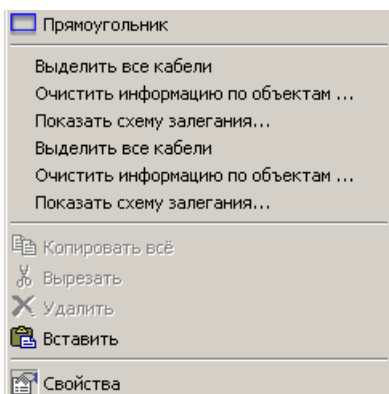 Прямоугольник
Выделить все кабели
Очистить информацию по объектам ...
Показать схему залегания...
Выделить все кабели
Очистить информацию по объектам ...
Показать схему залегания...
Копировать всё
Вырезать
Удалить
Вставить
Свойства